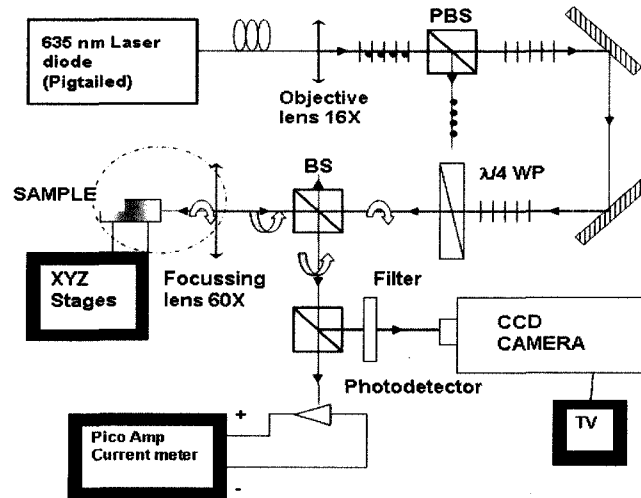 635 nm Laser
diode
(Pigtailed)
PBS
Objective
lens 16X
BS
λ/4 WP
SAMPLE
XYZ
Stages
Focussing
lens 60X
Filter
CCD
CAMERA
Photodetector
TV
+
Pico Amp
Current meter
-